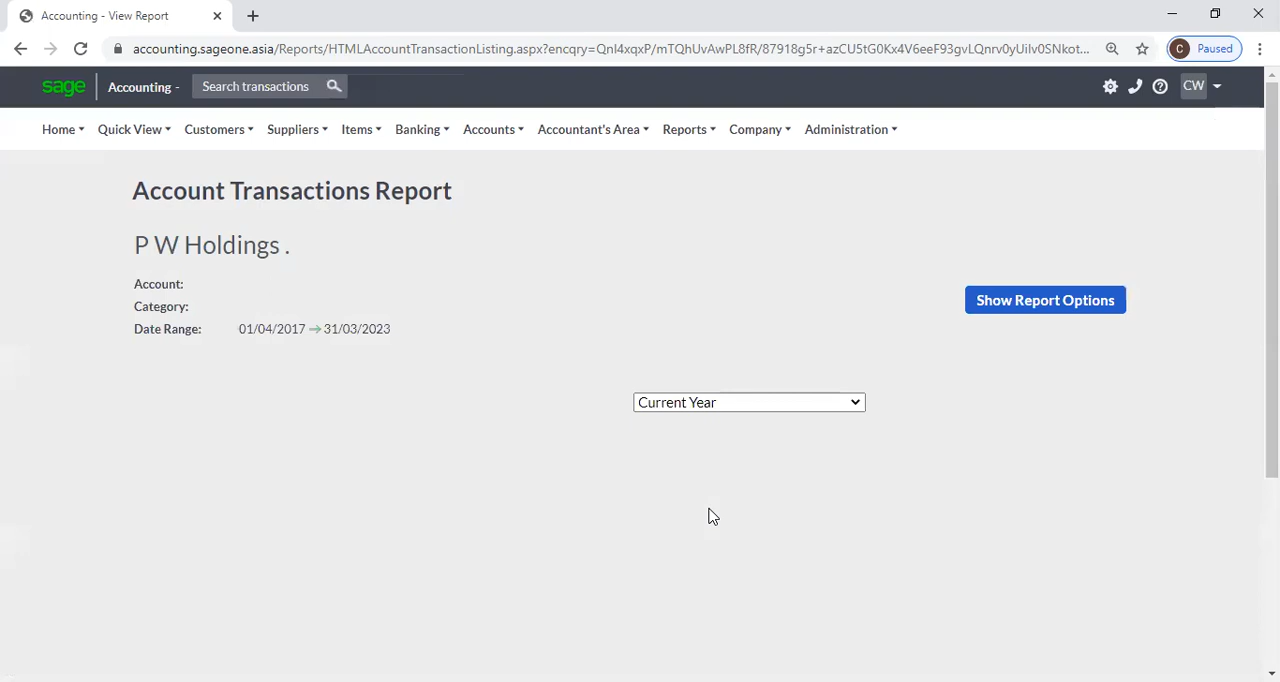 Accounting - View Report
accounting.sageone.asia/Reports/HTMLAccountTransactionListing.aspx?encqry=QnI4xqxP/mTQhUvAwPL8fR/87918g5r+azCU5tG0Kx4V6eeF93gvLQnrv0yUilv0SNkot...
C Paused
sage Accounting - Search transactions CW
Home Quick View Customers Suppliers Items Banking Accounts Accountant's Area Reports Company Administration
Account Transactions Report
P W Holdings .
Account:
Category:
Show Report Options
Date Range: 01/04/2017 → 31/03/2023
Current Year